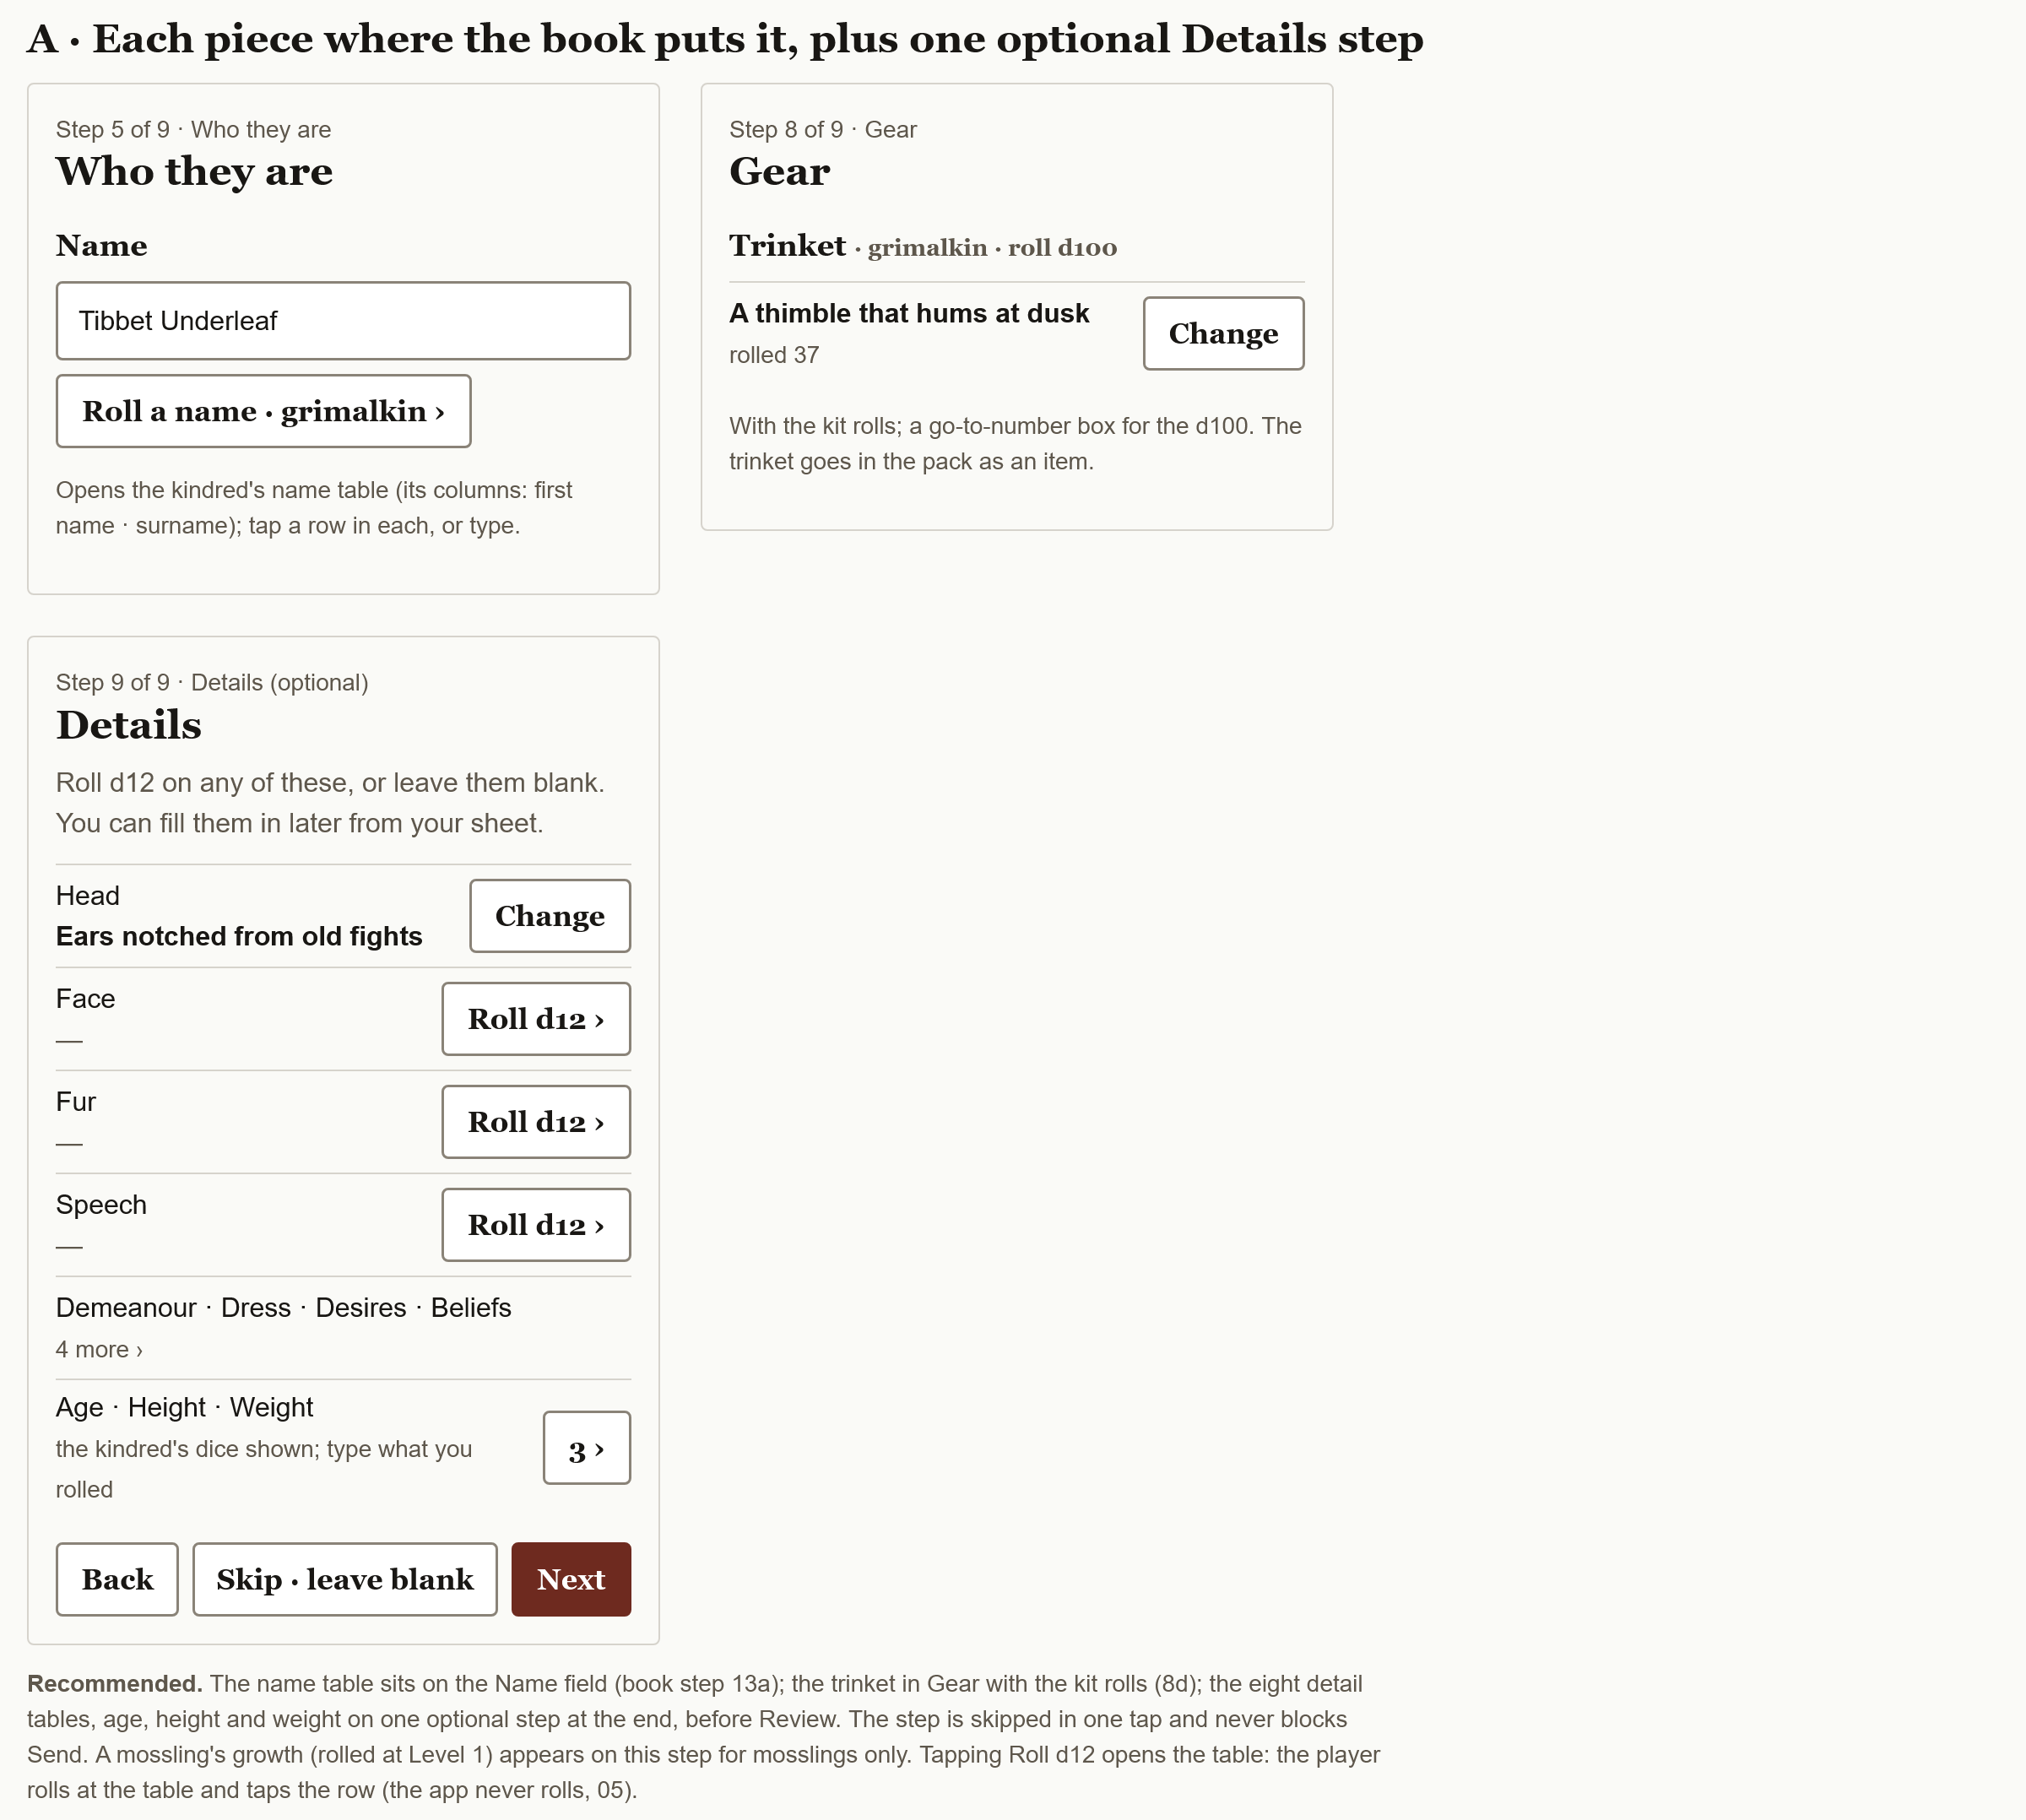 A · Each piece where the book puts it, plus one optional Details step
Step 5 of 9 · Who they are
Who they are
Name
Tibbet Underleaf
Roll a name · grimalkin ›
Opens the kindred's name table (its columns: first
name · surname); tap a row in each, or type.
Step 8 of 9 · Gear
Gear
Trinket · grimalkin · roll d100
A thimble that hums at dusk
rolled 37
Change
With the kit rolls; a go-to-number box for the d100. The
trinket goes in the pack as an item.
Step 9 of 9 · Details (optional)
Details
Roll d12 on any of these, or leave them blank.
You can fill them in later from your sheet.
Head
Ears notched from old fights
Change
Face
—
Roll d12 ›
Fur
—
Roll d12 ›
Speech
—
Roll d12 ›
Demeanour · Dress · Desires · Beliefs
4 more ›
Age · Height · Weight
the kindred's dice shown; type what you
rolled
3 ›
Back
Skip · leave blank
Next
Recommended. The name table sits on the Name field (book step 13a); the trinket in Gear with the kit rolls (8d); the eight detail
tables, age, height and weight on one optional step at the end, before Review. The step is skipped in one tap and never blocks
Send. A mossling's growth (rolled at Level 1) appears on this step for mosslings only. Tapping Roll d12 opens the table: the player
rolls at the table and taps the row (the app never rolls, 05).